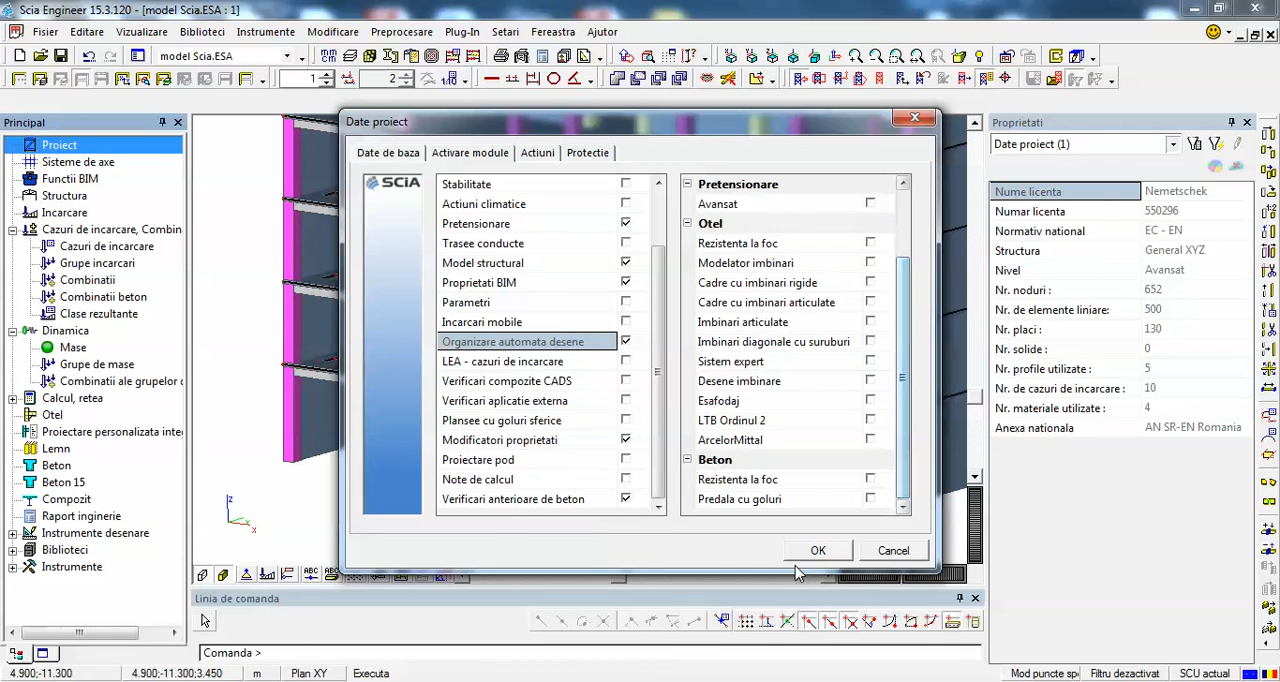 Scia Engineer 15.3.120 - [model Scia.ESA : 1]
Fisier Editare Vizualizare Biblioteci Instrumente Modificare Preprocesare Plug-In Setari Fereastra Ajutor
model Scia.ESA
1 2
Principal
Proiect
Sisteme de axe
Functii BIM
Structura
Incarcare
Cazuri de incarcare, Combin
Cazuri de incarcare
Grupe incarcari
Combinatii
Combinatii beton
Clase rezultante
Dinamica
Mase
Grupe de mase
Combinatii ale grupelor c
Calcul, retea
Otel
Proiectare personalizata inte
Lemn
Beton
Beton 15
Compozit
Raport inginerie
Instrumente desenare
Biblioteci
Instrumente
Date proiect
Date de baza Activare module Actiuni Protectie
SCiA
Stabilitate
Actiuni climatice
Pretensionare
Trasee conducte
Model structural
Proprietati BIM
Parametri
Incarcari mobile
Organizare automata desene
LEA - cazuri de incarcare
Verificari compozite CADS
Verificari aplicatie externa
Plansee cu goluri sferice
Modificatori proprietati
Proiectare pod
Note de calcul
Verificari anterioare de beton
Pretensionare
Avansat
Otel
Rezistenta la foc
Modelator imbinari
Cadre cu imbinari rigide
Cadre cu imbinari articulate
Imbinari articulate
Imbinari diagonale cu suruburi
Sistem expert
Desene imbinare
Esafodaj
LTB Ordinul 2
ArcelorMittal
Beton
Rezistenta la foc
Predala cu goluri
OK Cancel
Proprietati
Date proiect (1)
Nume licenta Nemetschek
Numar licenta 550296
Normativ national EC - EN
Structura General XYZ
Nivel Avansat
Nr. noduri : 652
Nr. de elemente liniare: 500
Nr. placi : 130
Nr. solide : 0
Nr. profile utilizate : 5
Nr. de cazuri de incarcare : 10
Nr. materiale utilizate : 4
Anexa nationala AN SR-EN Romania
z
x
ABC
Linia de comanda
Comanda >
4.900;-11.300 4.900;-11.300;3.450 m Plan XY Executa Mod puncte spe Filtru dezactivat SCU actual